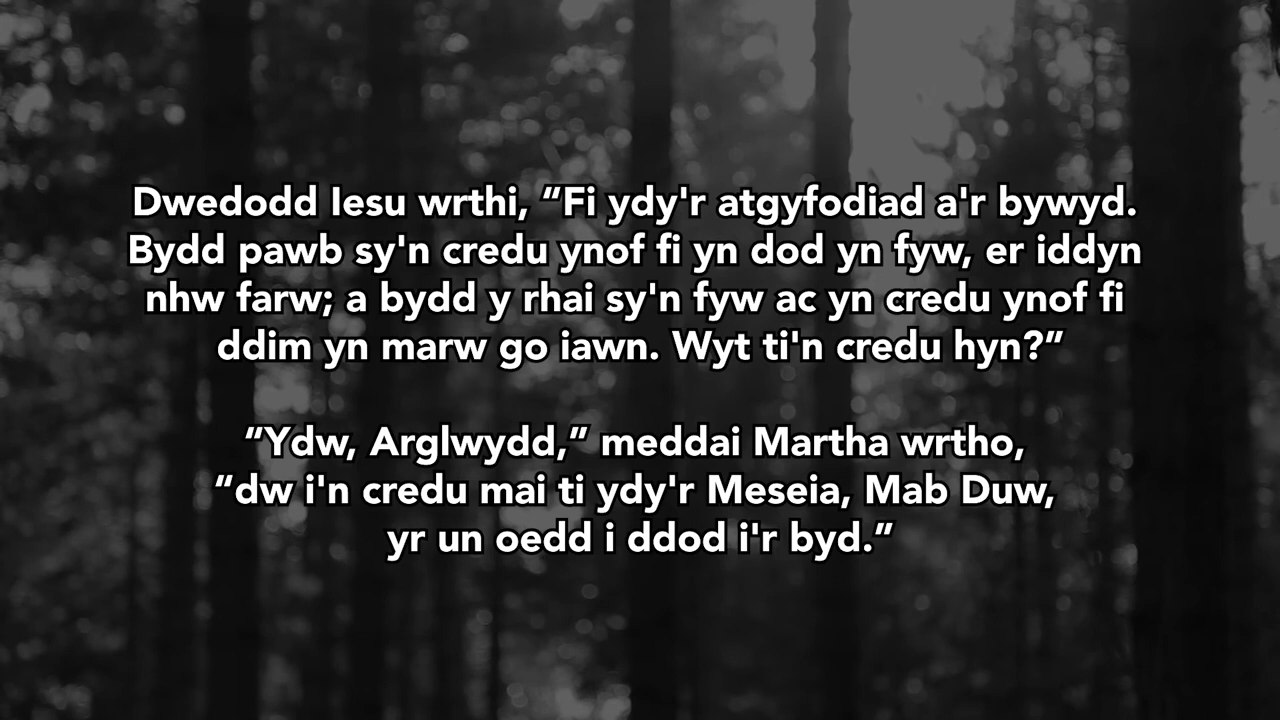 Dwedodd Iesu wrthi, “Fi ydy'r atgyfodiad a'r bywyd.
Bydd pawb sy'n credu ynof fi yn dod yn fyw, er iddyn
nhw farw; a bydd y rhai sy'n fyw ac yn credu ynof fi
ddim yn marw go iawn. Wyt ti'n credu hyn?”
“Ydw, Arglwydd,” meddai Martha wrtho,
“dw i'n credu mai ti ydy'r Meseia, Mab Duw,
yr un oedd i ddod i'r byd.”